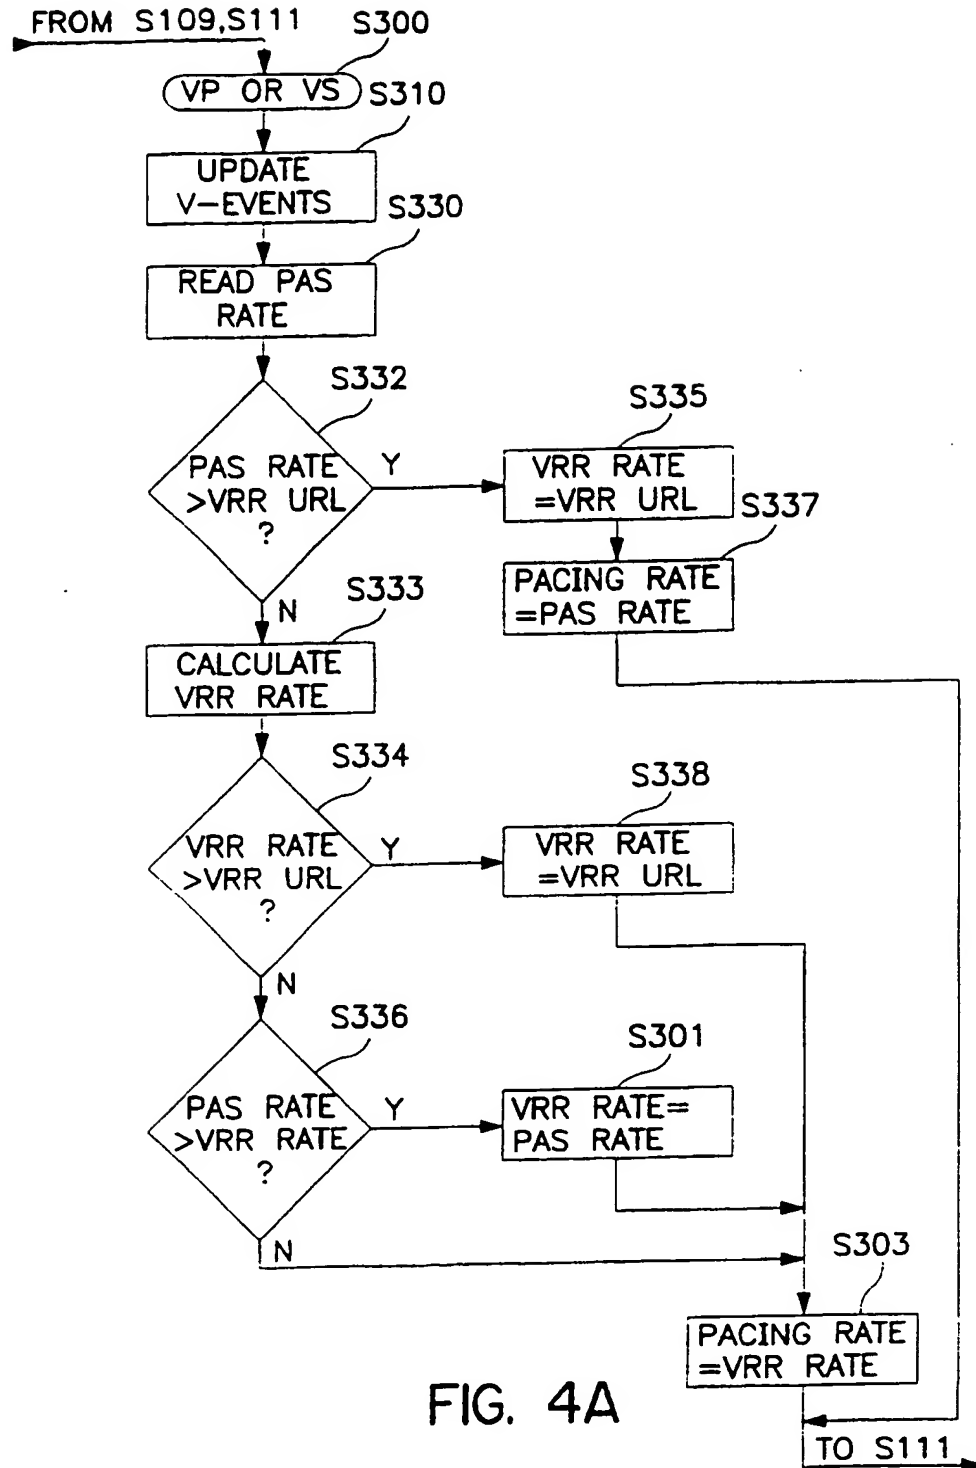 FROM S109,S111
S300
VP OR VS
S310
UPDATE
V-EVENTS
S330
READ PAS
RATE
S332
PAS RATE
>VRR URL
?
Y
N
S335
VRR RATE
=VRR URL
S337
PACING RATE
=PAS RATE
S333
CALCULATE
VRR RATE
S334
VRR RATE
>VRR URL
?
Y
N
S338
VRR RATE
=VRR URL
S336
PAS RATE
>VRR RATE
?
Y
N
S301
VRR RATE=
PAS RATE
S303
PACING RATE
=VRR RATE
TO S111
FIG. 4A